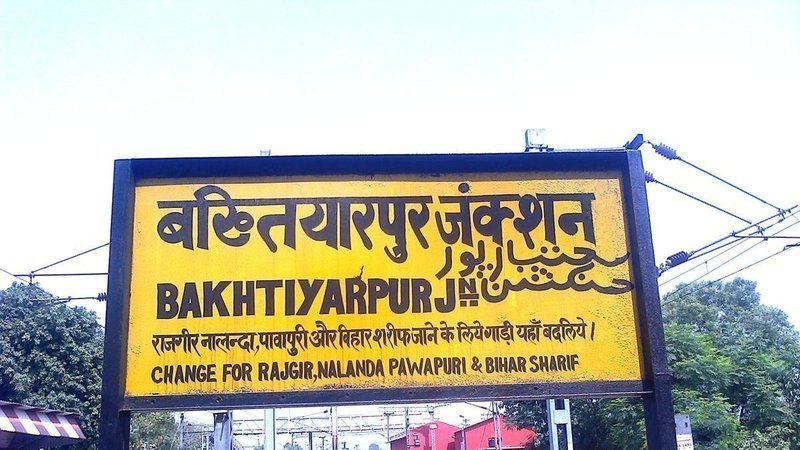 बख्तियारपुर जंक्शन
بختیار پور
جنکشن
BAKHTIYARPUR JN
राजगीर नालन्दा,पावापुरी और बिहार शरीफ जाने के लिये गाड़ी यहाँ बदलिये।
CHANGE FOR RAJGIR,NALANDA PAWAPURI & BIHAR SHARIF